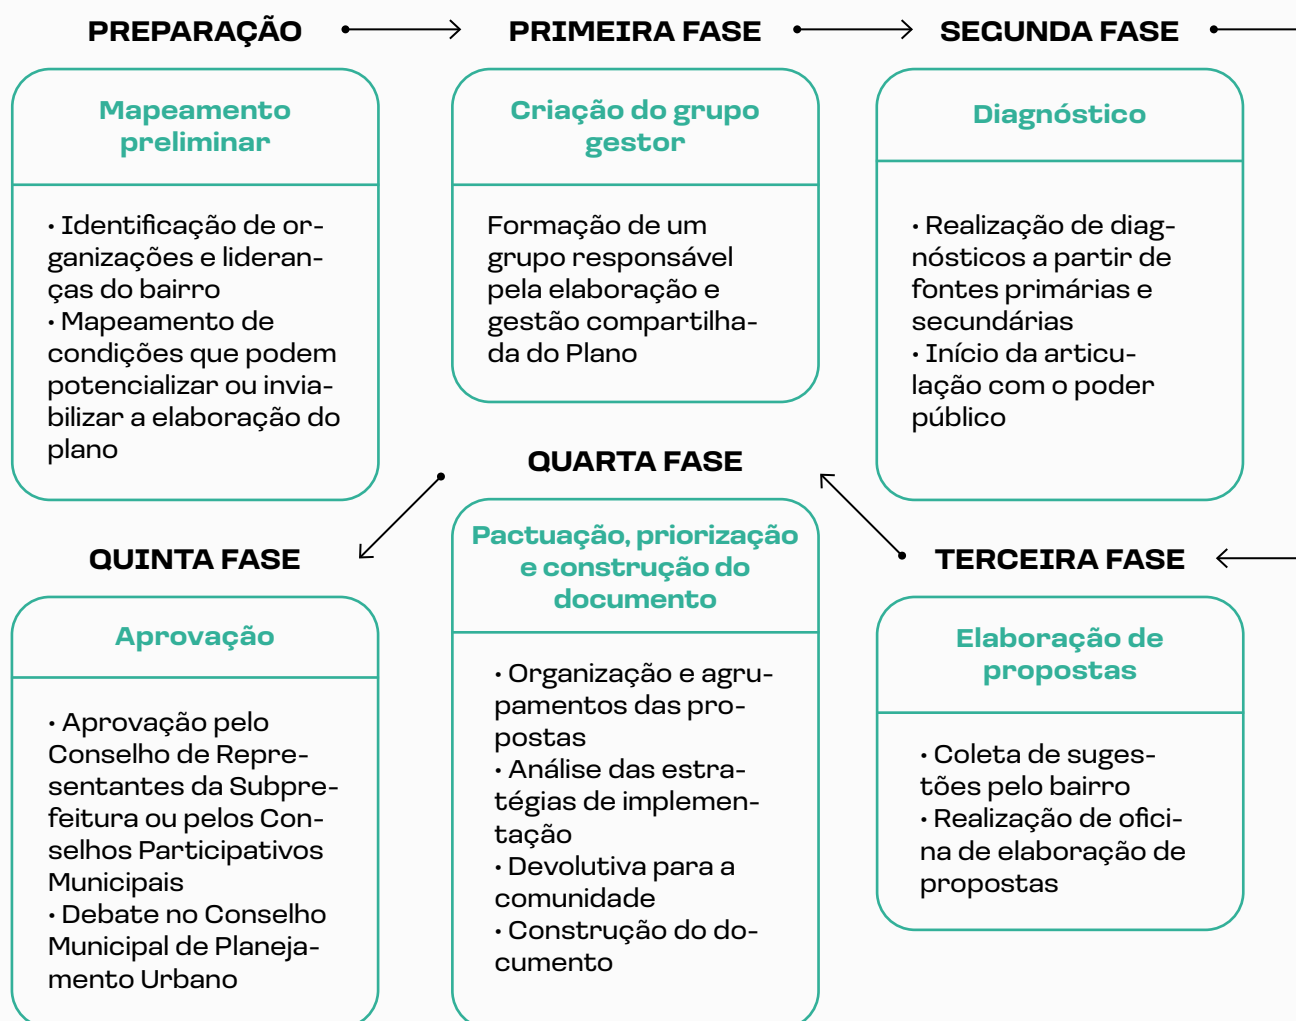 PREPARAÇÃO
Mapeamento
preliminar
• Identificação de or-
ganizações e lideran-
ças do bairro
• Mapeamento de
condições que podem
potencializar ou invia-
bilizar a elaboração do
plano
PRIMEIRA FASE
Criação do grupo
gestor
Formação de um
grupo responsável
pela elaboração e
gestão compartilha-
da do Plano
SEGUNDA FASE
Diagnóstico
• Realização de diag-
nósticos a partir de
fontes primárias e
secundárias
• Início da articu-
lação com o poder
público
TERCEIRA FASE
Elaboração de
propostas
• Coleta de suges-
tões pelo bairro
• Realização de ofici-
na de elaboração de
propostas
QUARTA FASE
Pactuação, priorização
e construção do
documento
• Organização e agru-
pamentos das pro-
postas
• Análise das estra-
tégias de implemen-
tação
• Devolutiva para a
comunidade
• Construção do do-
cumento
QUINTA FASE
Aprovação
• Aprovação pelo
Conselho de Repre-
sentantes da Subpre-
feitura ou pelos Con-
selhos Participativos
Municipais
• Debate no Conselho
Municipal de Planeja-
mento Urbano